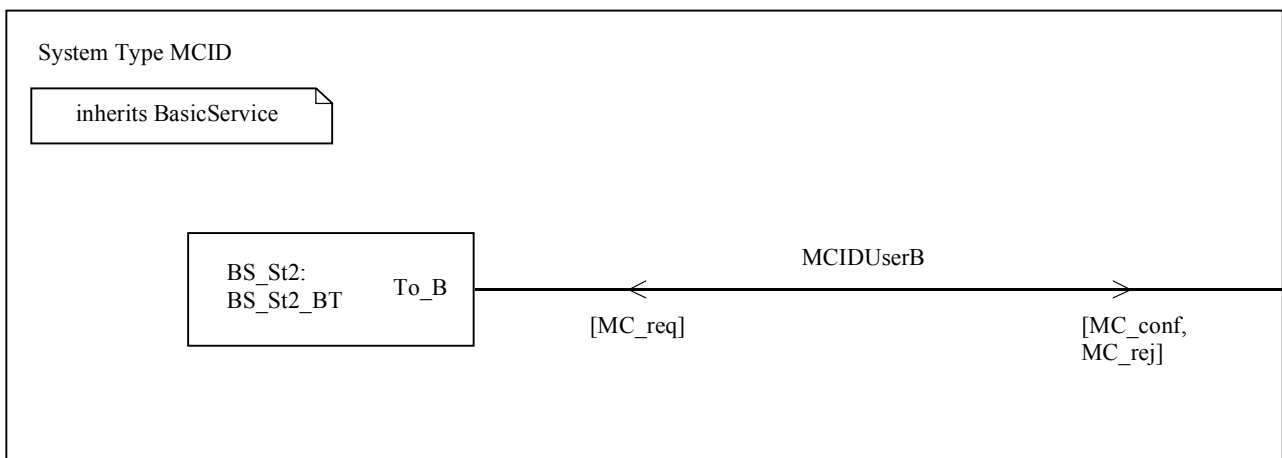 System Type MCID
inherits BasicService
MCIDUserB
BS_St2:
BS_St2_BT
To_B
[MC_req]
[MC_conf,
MC_rej]